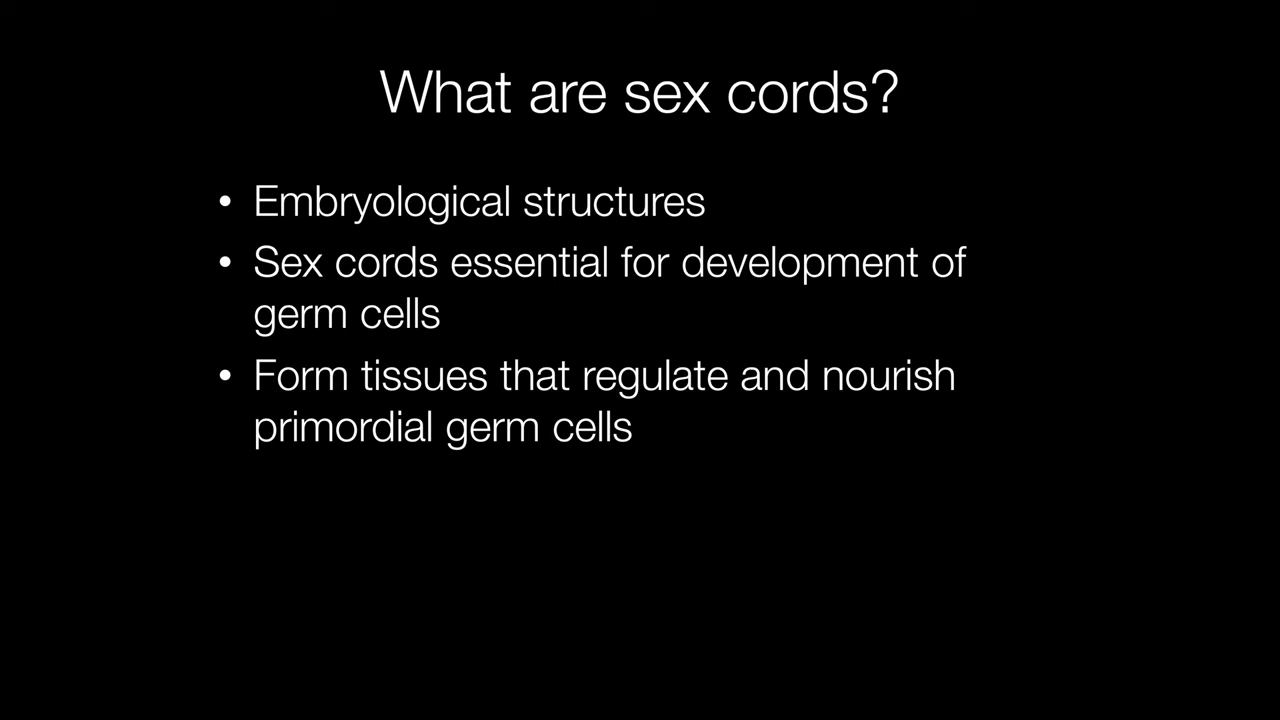 What are sex cords?
• Embryological structures
• Sex cords essential for development of
germ cells
• Form tissues that regulate and nourish
primordial germ cells